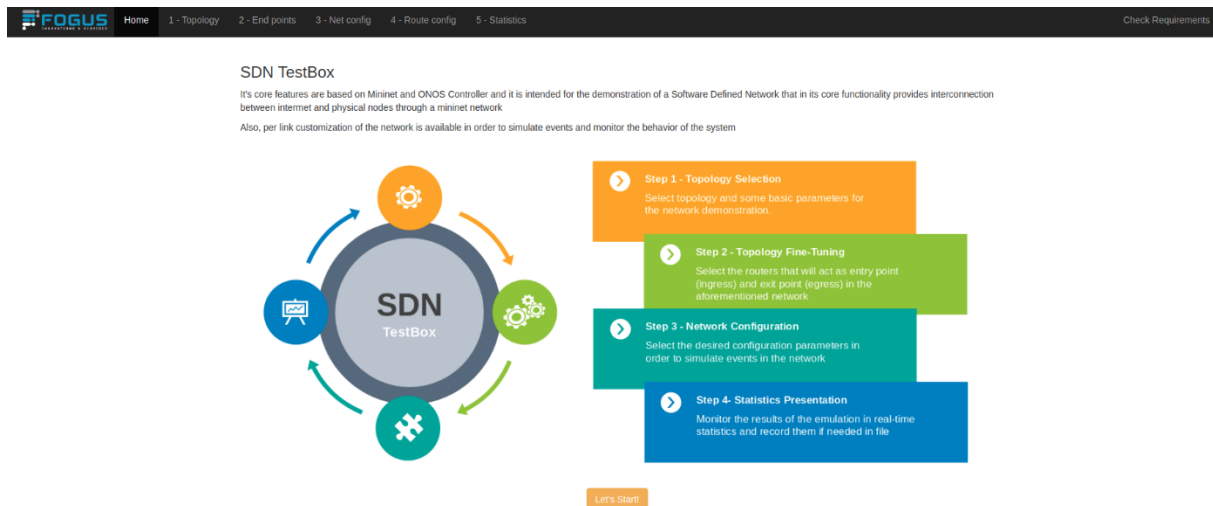 FOGUS
INNOVATIONS & SERVICES
Home
1 - Topology
2 - End points
3 - Net config
4 - Route config
5 - Statistics
Check Requirements
SDN TestBox
It's core features are based on Mininet and ONOS Controller and it is intended for the demonstration of a Software Defined Network that in its core functionality provides interconnection
between internet and physical nodes through a mininet network
Also, per link customization of the network is available in order to simulate events and monitor the behavior of the system
SDN
TestBox
Step 1 - Topology Selection
Select topology and some basic parameters for
the network demonstration.
Step 2 - Topology Fine-Tuning
Select the routers that will act as entry point
(ingress) and exit point (egress) in the
aforementioned network
Step 3 - Network Configuration
Select the desired configuration parameters in
order to simulate events in the network
Step 4- Statistics Presentation
Monitor the results of the emulation in real-time
statistics and record them if needed in file
Let's Start!